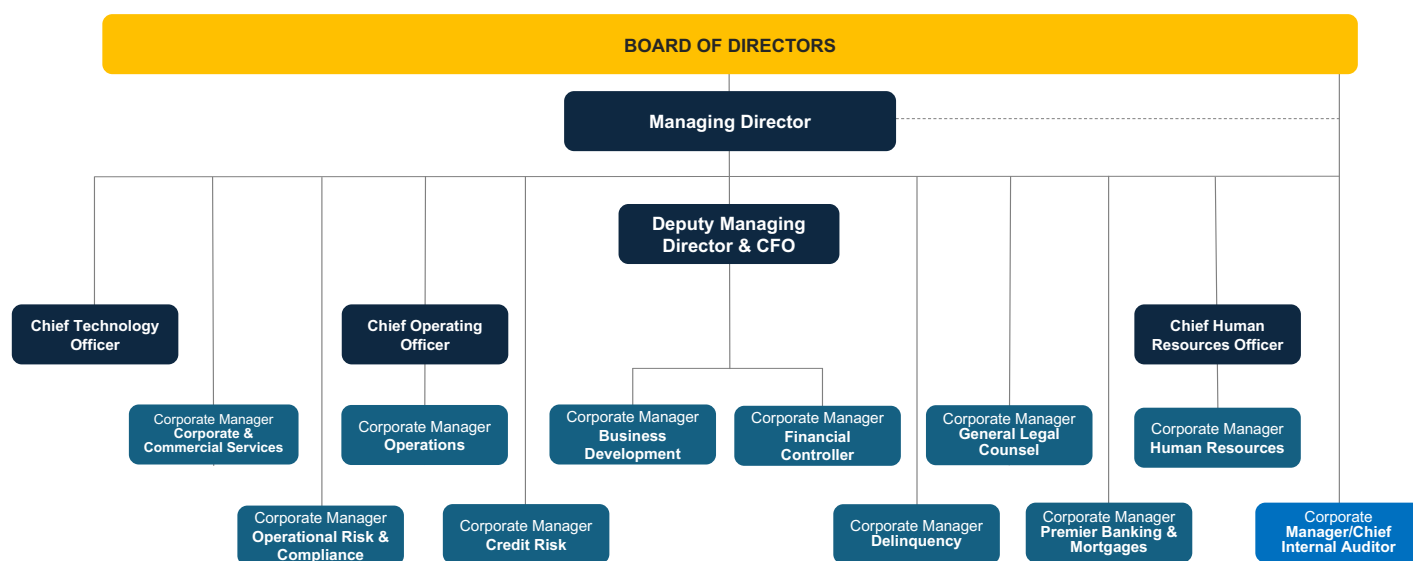 BOARD OF DIRECTORS
Managing Director
Deputy Managing
Director & CFO
Chief Technology
Officer
Chief Operating
Officer
Chief Human
Resources Officer
Corporate Manager
Corporate &
Commercial Services
Corporate Manager
Operations
Corporate Manager
Business
Development
Corporate Manager
Financial
Controller
Corporate Manager
General Legal
Counsel
Corporate Manager
Human Resources
Corporate Manager
Operational Risk &
Compliance
Corporate Manager
Credit Risk
Corporate Manager
Delinquency
Corporate Manager
Premier Banking &
Mortgages
Corporate
Manager/Chief
Internal Auditor